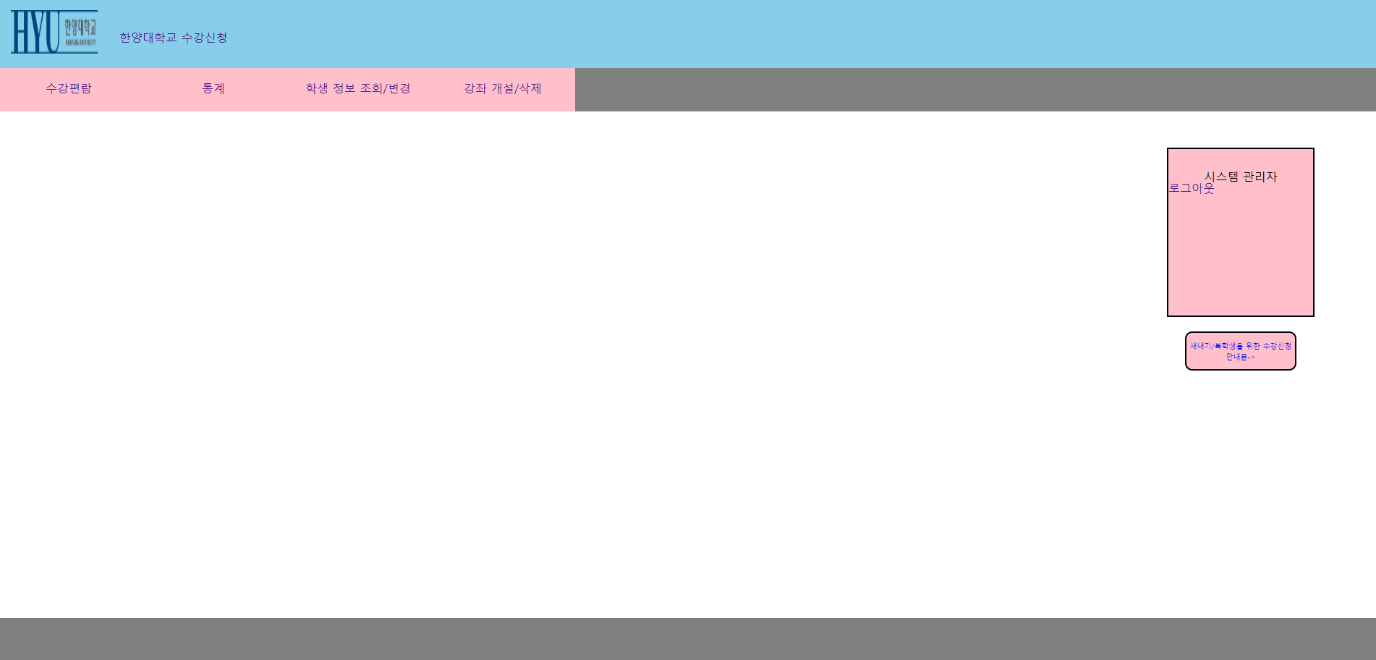 HYU 한양대학교
한양대학교 수강신청
수강편람 통계 학생 정보 조회/변경 강좌 개설/삭제
시스템 관리자
로그아웃
새내기/복학생을 위한 수강신청
안내문->